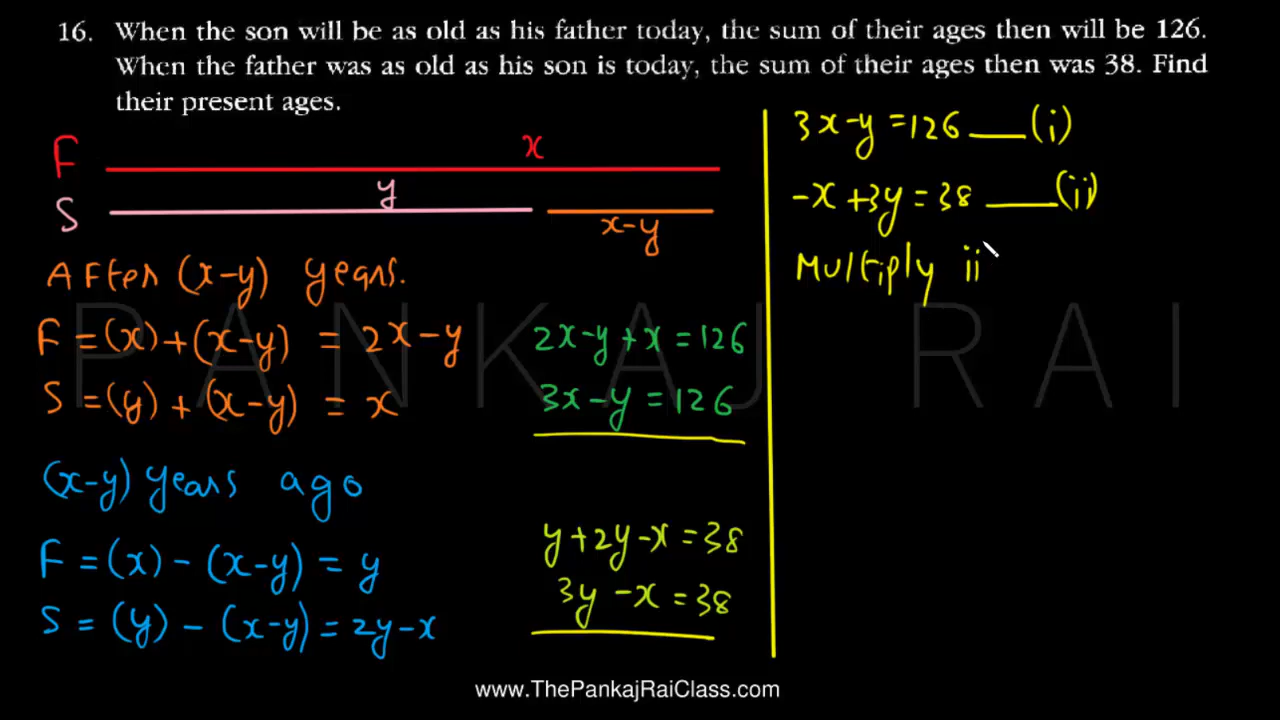 16. When the son will be as old as his father today, the sum of their ages then will be 126.
When the father was as old as his son is today, the sum of their ages then was 38. Find
their present ages.
F x
S y
x-y
After (x-y) years.
F = (x) + (x-y) = 2x-y
S = (y) + (x-y) = x
2x-y+x = 126
3x-y = 126
(x-y) years ago
F = (x) - (x-y) = y
S = (y) - (x-y) = 2y-x
y+2y-x = 38
3y-x = 38
3x-y = 126 ___(i)
-x+3y = 38 ___(ii)
Multiply ii
PANKAJ RAI
www.ThePankajRaiClass.com